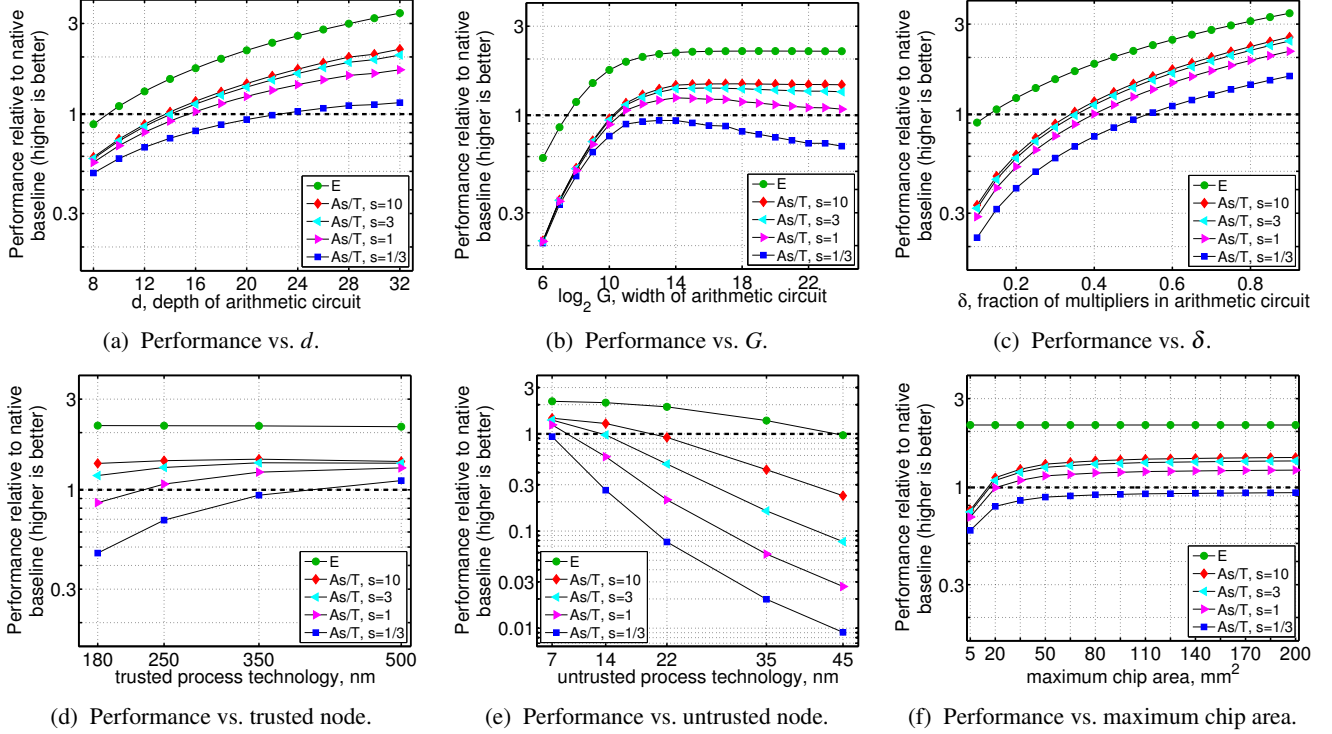 Performance relative to native
baseline (higher is better)
3
1
0.3
E
As/T, s=10
As/T, s=3
As/T, s=1
As/T, s=1/3
8 12 16 20 24 28 32
d, depth of arithmetic circuit
(a) Performance vs. d.
Performance relative to native
baseline (higher is better)
3
1
0.3
E
As/T, s=10
As/T, s=3
As/T, s=1
As/T, s=1/3
6 10 14 18 22
log2 G, width of arithmetic circuit
(b) Performance vs. G.
Performance relative to native
baseline (higher is better)
3
1
0.3
E
As/T, s=10
As/T, s=3
As/T, s=1
As/T, s=1/3
0.2 0.4 0.6 0.8
δ, fraction of multipliers in arithmetic circuit
(c) Performance vs. δ.
Performance relative to native
baseline (higher is better)
3
1
0.3
E
As/T, s=10
As/T, s=3
As/T, s=1
As/T, s=1/3
180 250 350 500
trusted process technology, nm
(d) Performance vs. trusted node.
Performance relative to native
baseline (higher is better)
3
1
0.3
0.1
0.03
0.01
E
As/T, s=10
As/T, s=3
As/T, s=1
As/T, s=1/3
7 14 22 35 45
untrusted process technology, nm
(e) Performance vs. untrusted node.
Performance relative to native
baseline (higher is better)
3
1
0.3
E
As/T, s=10
As/T, s=3
As/T, s=1
As/T, s=1/3
5 20 50 80 110 140 170 200
maximum chip area, mm2
(f) Performance vs. maximum chip area.